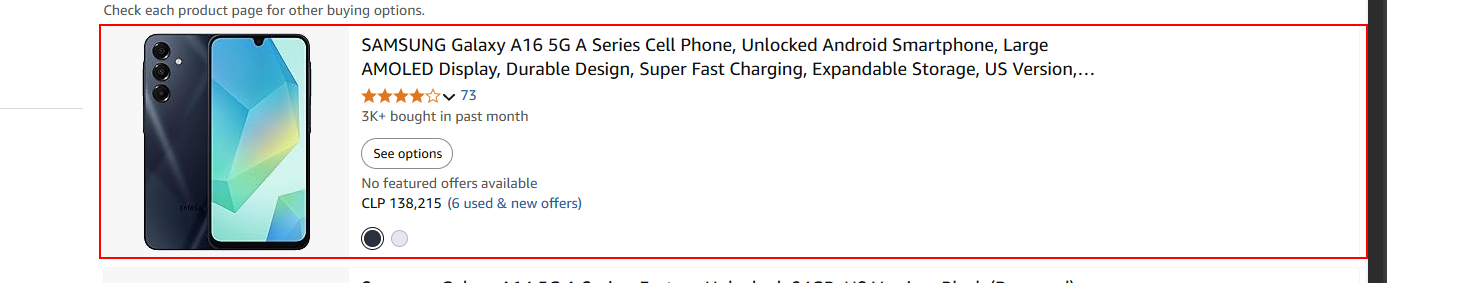 Check each product page for other buying options.
SAMSUNG Galaxy A16 5G A Series Cell Phone, Unlocked Android Smartphone, Large
AMOLED Display, Durable Design, Super Fast Charging, Expandable Storage, US Version,…
73
3K+ bought in past month
See options
No featured offers available
CLP 138,215 (6 used & new offers)